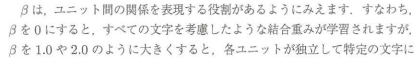 βは，ユニット間の関係を表現する役割があるようにみえます．すなわち，
βを0にすると，すべての文字を考慮したような結合重みが学習されますが，
βを1.0や2.0のように大きくすると，各ユニットが独立して特定の文字に